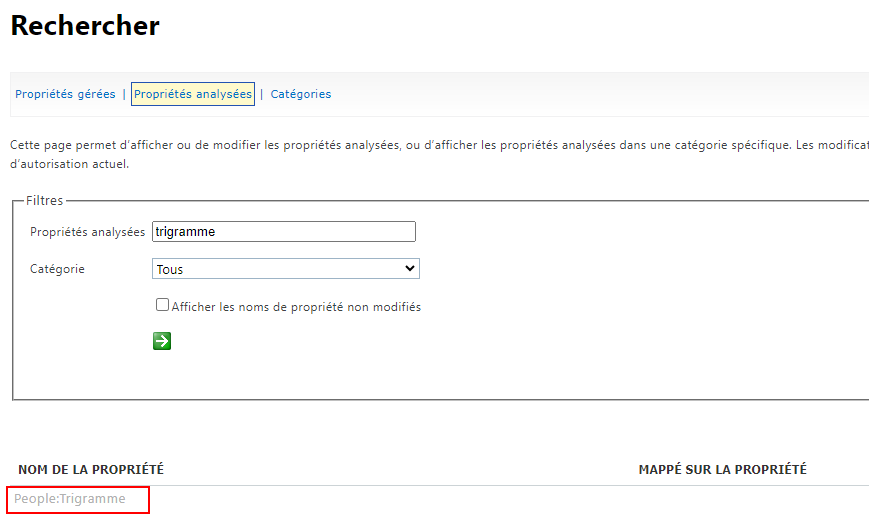 Rechercher
Propriétés gérées | Propriétés analysées | Catégories
Cette page permet d'afficher ou de modifier les propriétés analysées, ou d'afficher les propriétés analysées dans une catégorie spécifique. Les modificat
d'autorisation actuel.
Filtres
Propriétés analysées trigramme
Catégorie Tous
Afficher les noms de propriété non modifiés
NOM DE LA PROPRIÉTÉ MAPPÉ SUR LA PROPRIÉTÉ
People:Trigramme